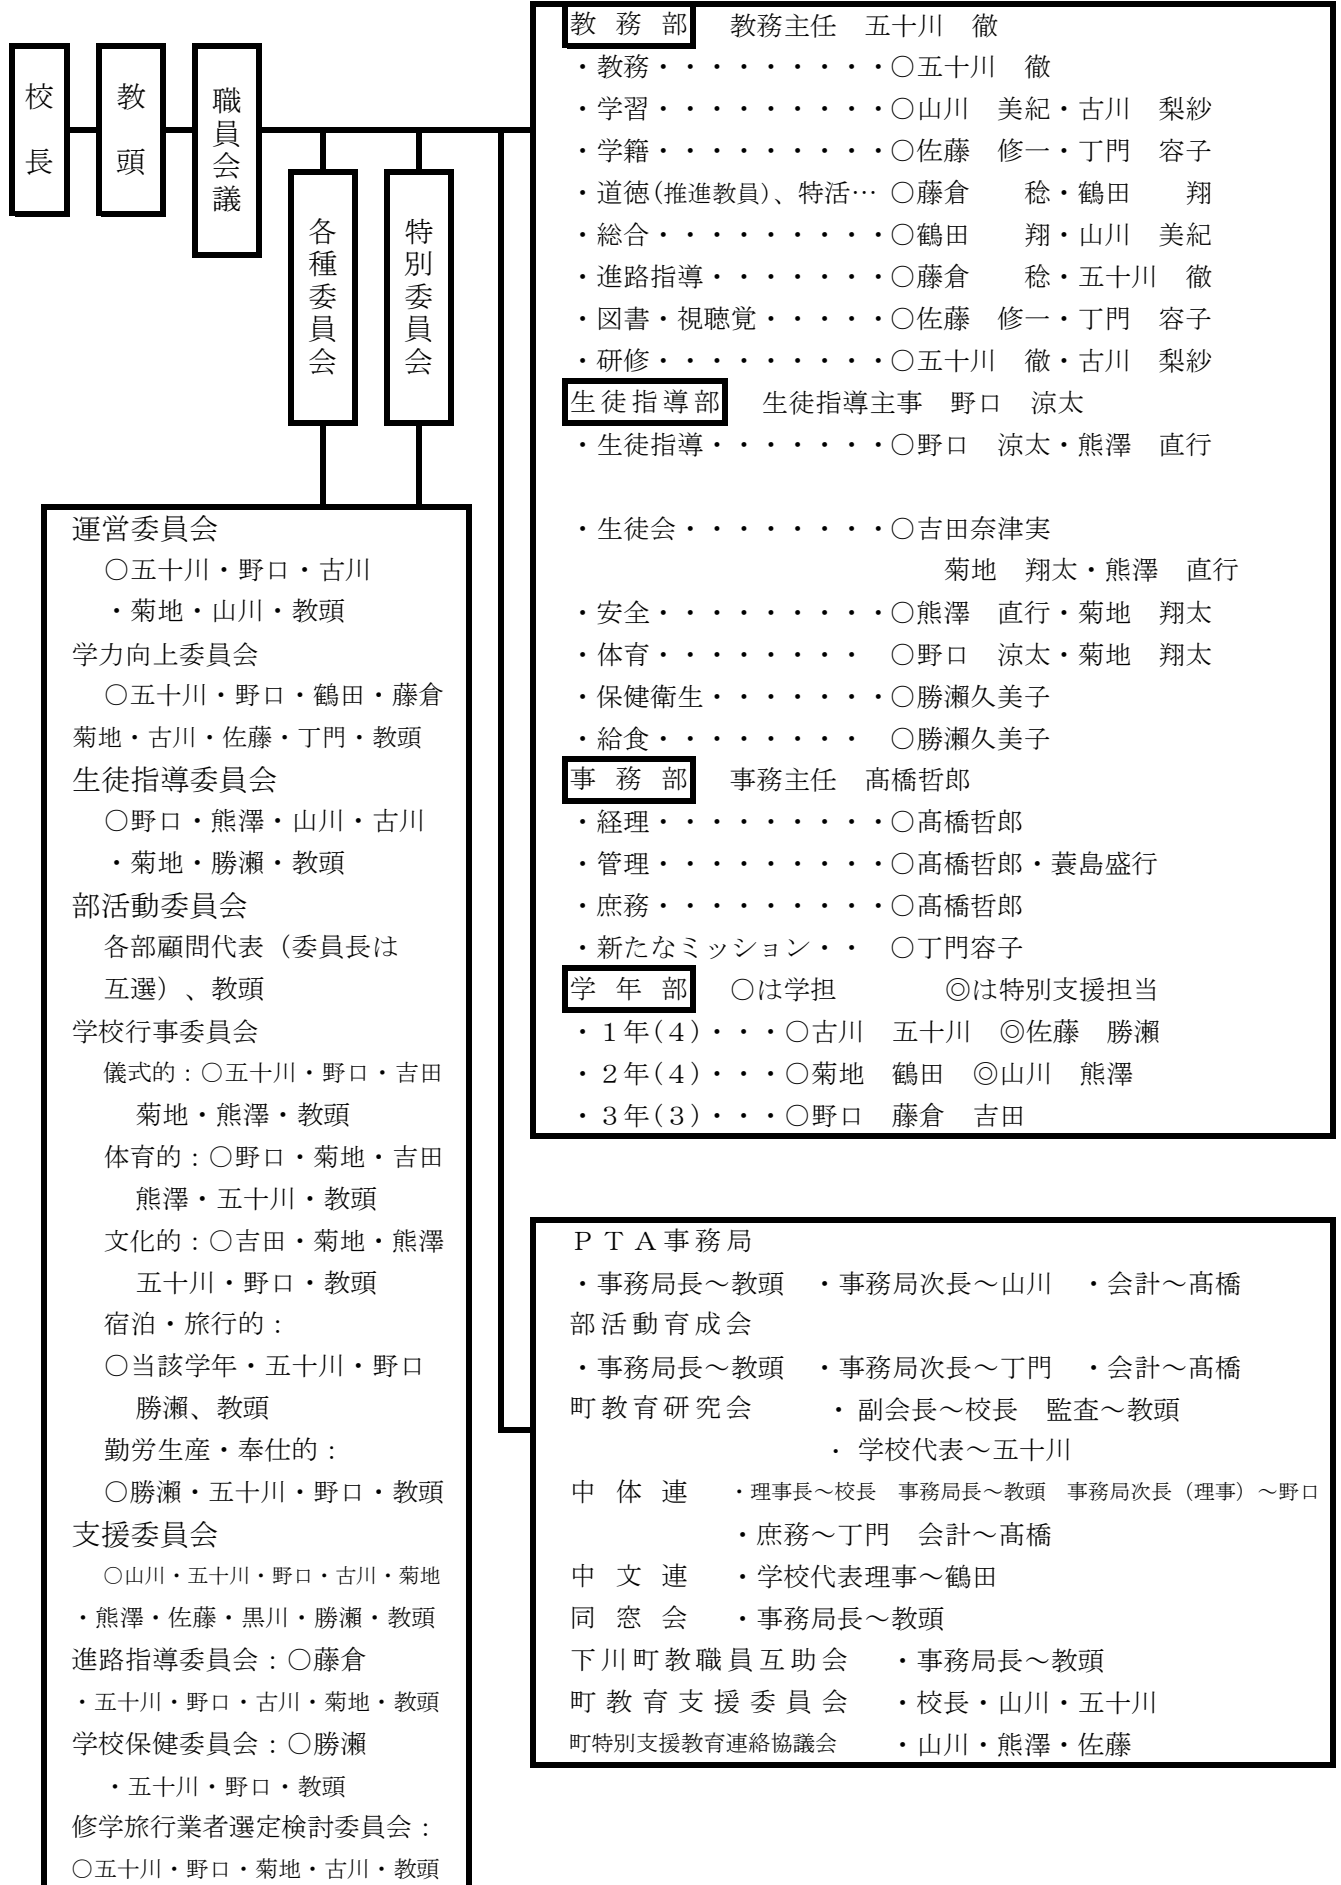 校長
教頭
職員会議
各種委員会
特別委員会
教務部　教務主任　五十川　徹
・教務・・・・・・・・・○五十川　徹
・学習・・・・・・・・・○山川　美紀・古川　梨紗
・学籍・・・・・・・・・○佐藤　修一・丁門　容子
・道徳(推進教員)、特活… ○藤倉　　稔・鶴田　　翔
・総合・・・・・・・・・○鶴田　　翔・山川　美紀
・進路指導・・・・・・・○藤倉　　稔・五十川　徹
・図書・視聴覚・・・・・○佐藤　修一・丁門　容子
・研修・・・・・・・・・○五十川　徹・古川　梨紗
生徒指導部　生徒指導主事　野口　涼太
・生徒指導・・・・・・・○野口　涼太・熊澤　直行
・生徒会・・・・・・・・○吉田奈津実
菊地　翔太・熊澤　直行
・安全・・・・・・・・・○熊澤　直行・菊地　翔太
・体育・・・・・・・・　○野口　涼太・菊地　翔太
・保健衛生・・・・・・・○勝瀬久美子
・給食・・・・・・・・　○勝瀬久美子
事務部　事務主任　髙橋哲郎
・経理・・・・・・・・・○髙橋哲郎
・管理・・・・・・・・・○髙橋哲郎・蓑島盛行
・庶務・・・・・・・・・○髙橋哲郎
・新たなミッション・・　○丁門容子
学年部　○は学担　　　　◎は特別支援担当
・１年(４)・・・○古川　五十川　◎佐藤　勝瀬
・２年(４)・・・○菊地　鶴田　◎山川　熊澤
・３年(３)・・・○野口　藤倉　吉田
運営委員会
○五十川・野口・古川
・菊地・山川・教頭
学力向上委員会
○五十川・野口・鶴田・藤倉
菊地・古川・佐藤・丁門・教頭
生徒指導委員会
○野口・熊澤・山川・古川
・菊地・勝瀬・教頭
部活動委員会
各部顧問代表（委員長は
互選）、教頭
学校行事委員会
儀式的：○五十川・野口・吉田
菊地・熊澤・教頭
体育的：○野口・菊地・吉田
熊澤・五十川・教頭
文化的：○吉田・菊地・熊澤
五十川・野口・教頭
宿泊・旅行的：
○当該学年・五十川・野口
勝瀬、教頭
勤労生産・奉仕的：
○勝瀬・五十川・野口・教頭
支援委員会
○山川・五十川・野口・古川・菊地
・熊澤・佐藤・黒川・勝瀬・教頭
進路指導委員会：○藤倉
・五十川・野口・古川・菊地・教頭
学校保健委員会：○勝瀬
・五十川・野口・教頭
修学旅行業者選定検討委員会：
○五十川・野口・菊地・古川・教頭
ＰＴＡ事務局
・事務局長～教頭　・事務局次長～山川　・会計～髙橋
部活動育成会
・事務局長～教頭　・事務局次長～丁門　・会計～髙橋
町教育研究会　　・副会長～校長　監査～教頭
・学校代表～五十川
中体連　・理事長～校長　事務局長～教頭　事務局次長（理事）～野口
・庶務～丁門　会計～髙橋
中文連　・学校代表理事～鶴田
同窓会　・事務局長～教頭
下川町教職員互助会　・事務局長～教頭
町教育支援委員会　・校長・山川・五十川
町特別支援教育連絡協議会　・山川・熊澤・佐藤